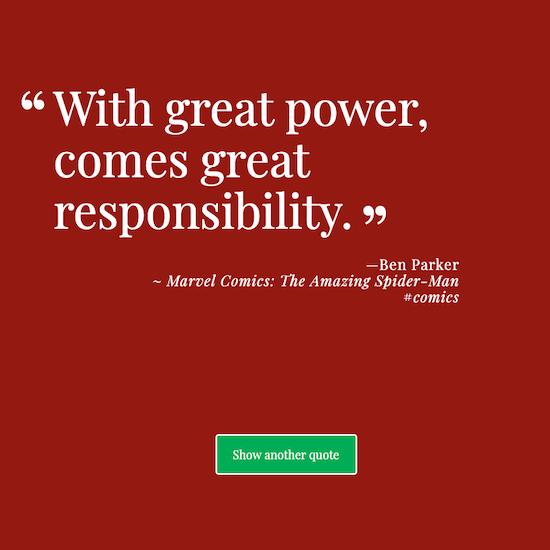 “ With great power,
comes great
responsibility. ”
—Ben Parker
~ Marvel Comics: The Amazing Spider-Man
#comics
Show another quote